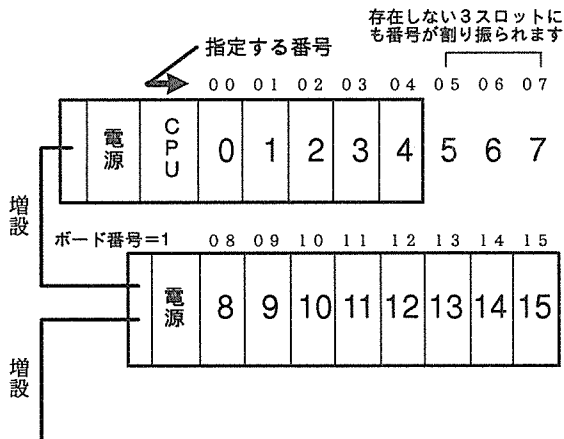 存在しない3スロットに
も番号が割り振られます
指定する番号
00 01 02 03 04 05 06 07
電源 CPU 0 1 2 3 4 5 6 7
増設
ボード番号=1 08 09 10 11 12 13 14 15
電源 8 9 10 11 12 13 14 15
増設